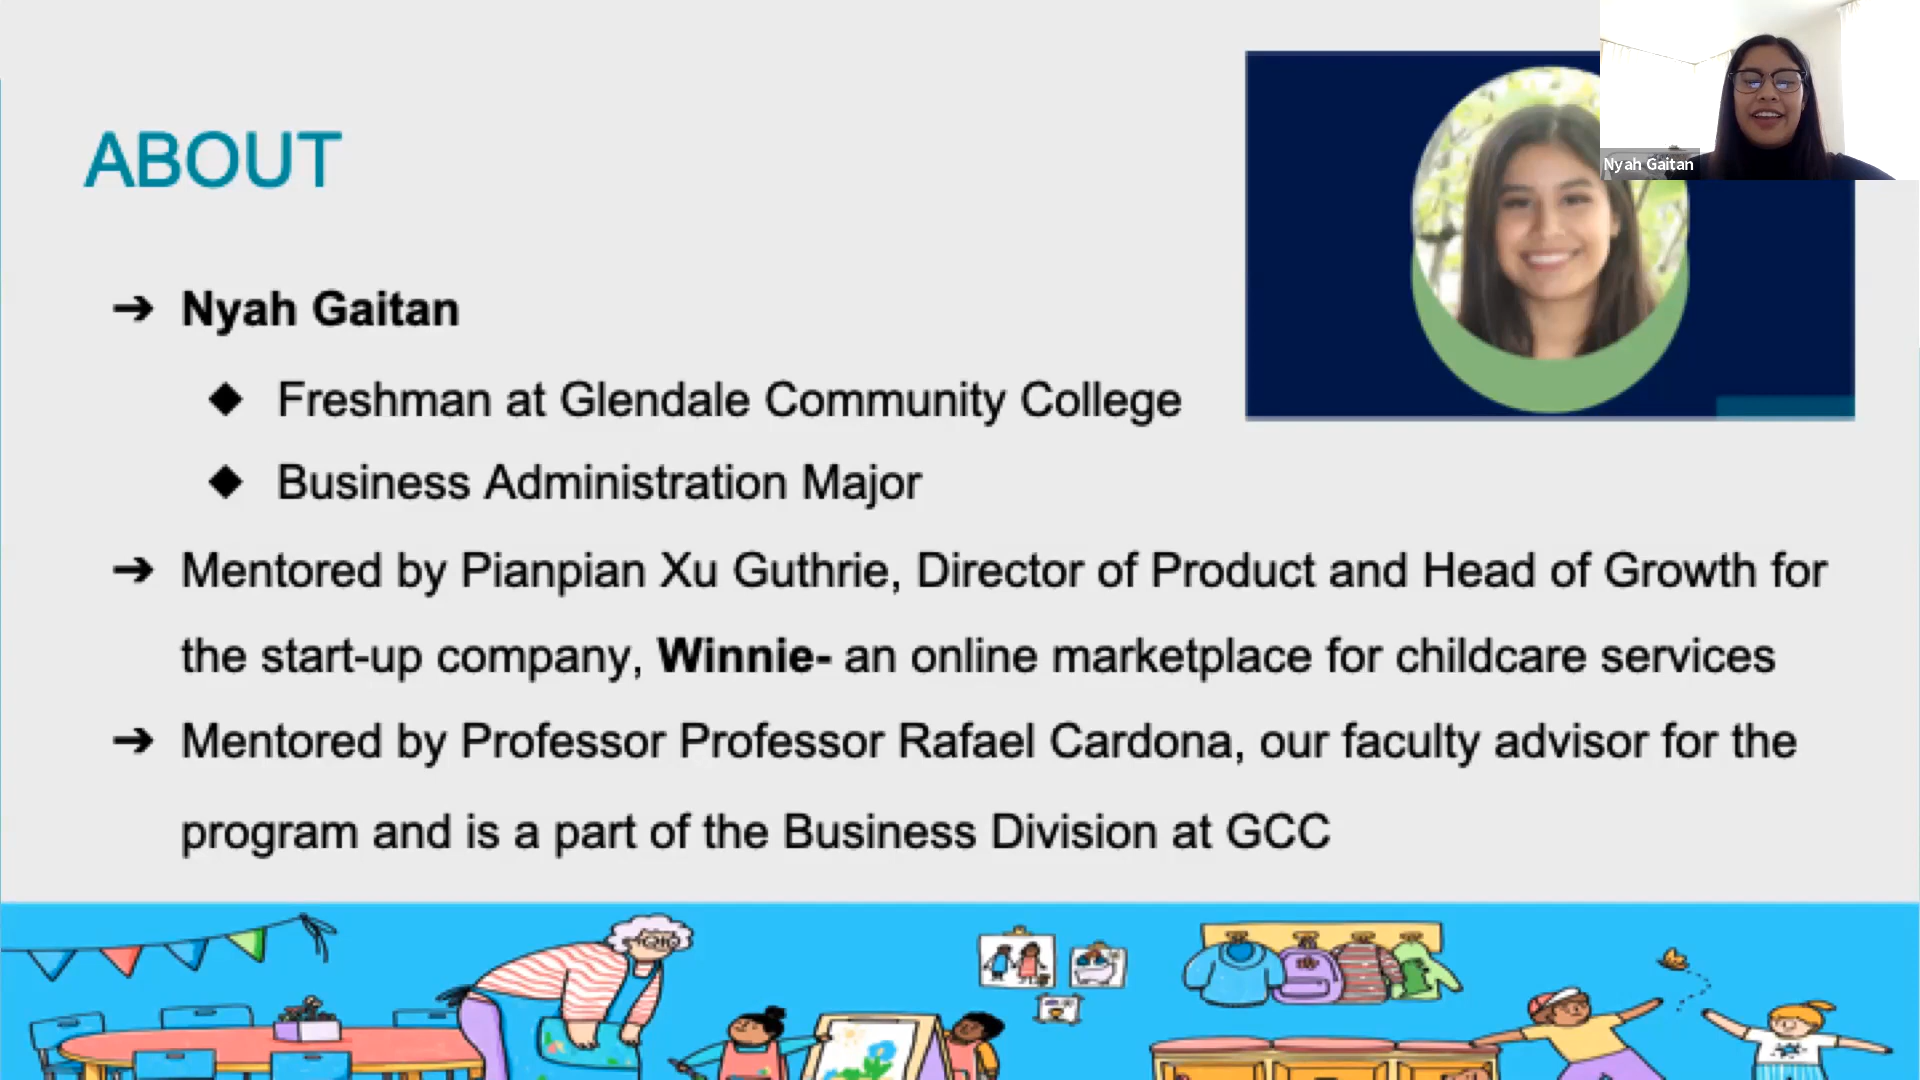 ABOUT
Nyah Gaitan
➔ Nyah Gaitan
◆ Freshman at Glendale Community College
◆ Business Administration Major
➔ Mentored by Pianpian Xu Guthrie, Director of Product and Head of Growth for
the start-up company, Winnie- an online marketplace for childcare services
➔ Mentored by Professor Professor Rafael Cardona, our faculty advisor for the
program and is a part of the Business Division at GCC